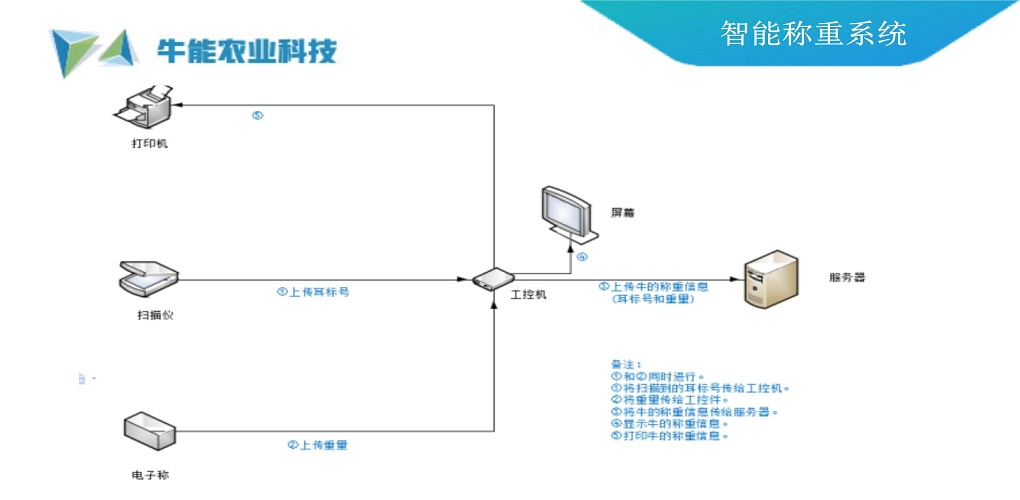 牛能农业科技
智能称重系统
⑤
打印机
屏幕
④
①上传耳标号
工控机
③上传牛的称重信息
(耳标号和重量)
服务器
扫描仪
备注：
①和②同时进行。
①将扫描到的耳标号传给工控机。
②将重量传给工控件。
③将牛的称重信息传给服务器。
④显示牛的称重信息。
⑤打印牛的称重信息。
②上传重量
电子称